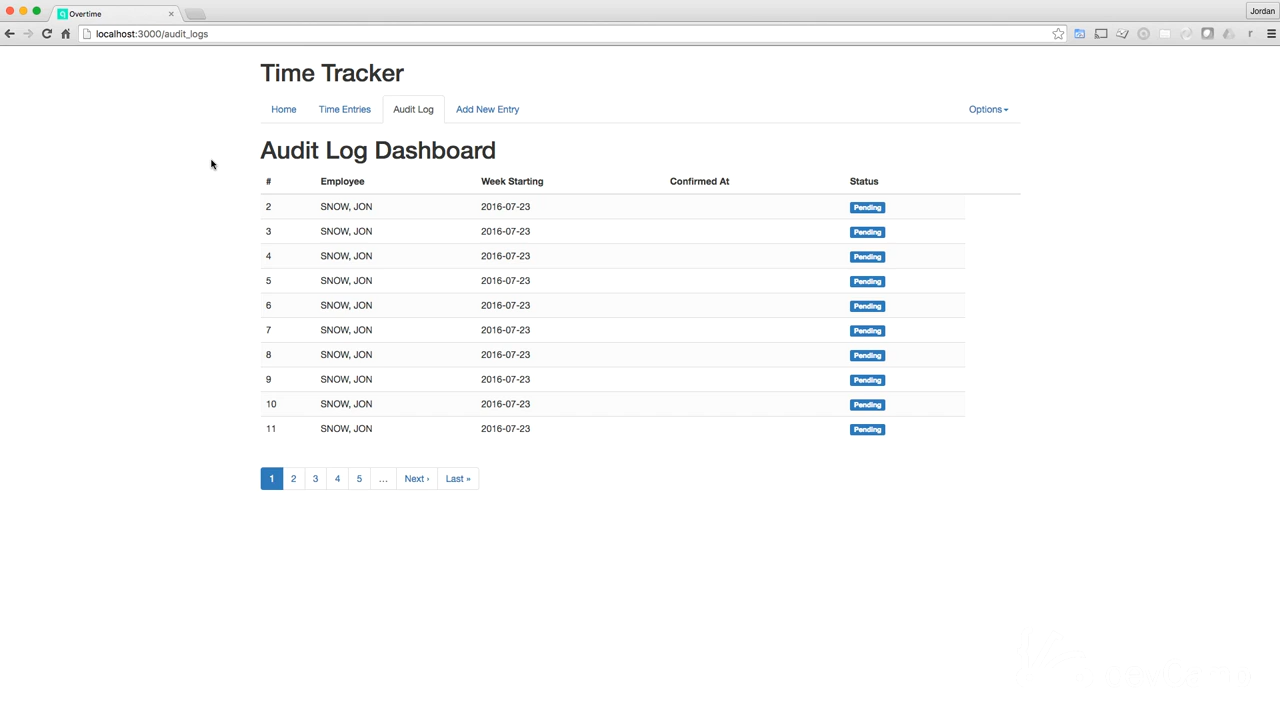 Overtime
Jordan
localhost:3000/audit_logs
Time Tracker
Home Time Entries Audit Log Add New Entry Options
Audit Log Dashboard
# Employee Week Starting Confirmed At Status
2 SNOW, JON 2016-07-23 Pending
3 SNOW, JON 2016-07-23 Pending
4 SNOW, JON 2016-07-23 Pending
5 SNOW, JON 2016-07-23 Pending
6 SNOW, JON 2016-07-23 Pending
7 SNOW, JON 2016-07-23 Pending
8 SNOW, JON 2016-07-23 Pending
9 SNOW, JON 2016-07-23 Pending
10 SNOW, JON 2016-07-23 Pending
11 SNOW, JON 2016-07-23 Pending
1 2 3 4 5 … Next › Last »